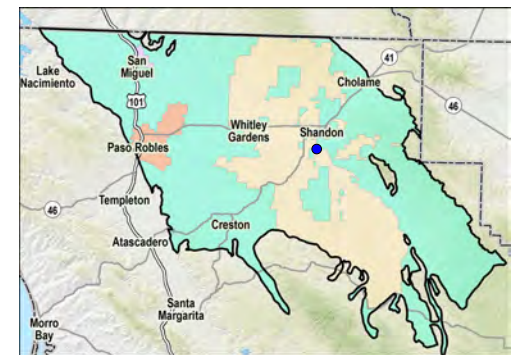 San
Miguel
Lake
Nacimiento
41
Cholame
101
46
Whitley
Gardens
Shandon
Paso Robles
Templeton
46
Creston
Atascadero
Santa
Margarita
Morro
Bay